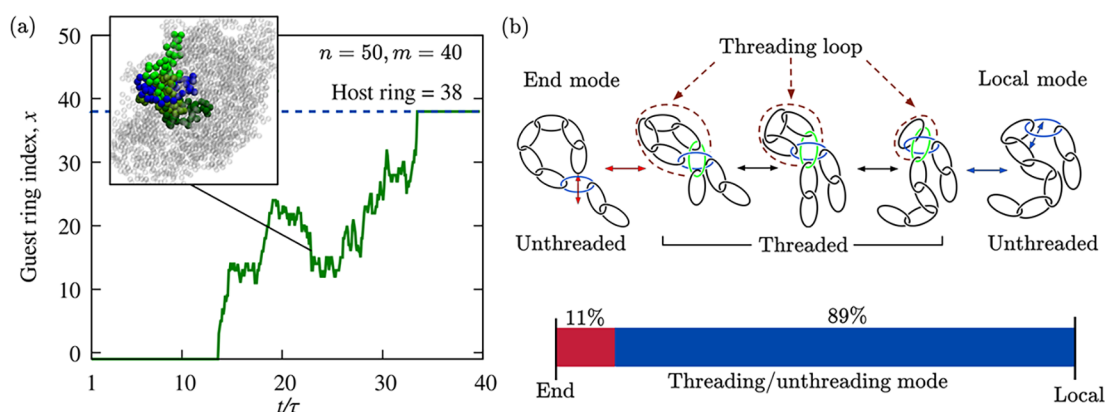 (a)
50
40
30
20
10
0
Guest ring index, x
n = 50, m = 40
Host ring = 38
1
10
20
30
40
t/τ
(b)
Threading loop
End mode
Local mode
Unthreaded
Threaded
Unthreaded
11%
89%
End
Threading/unthreading mode
Local